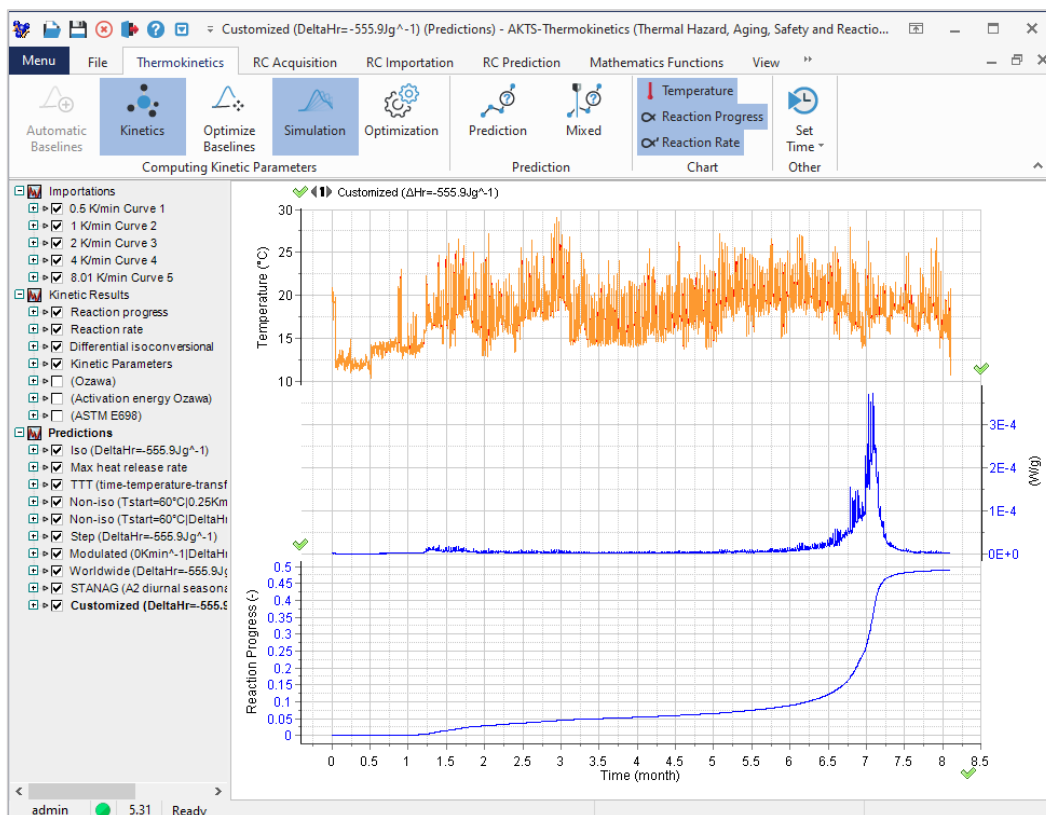 Customized (DeltaHr=-555.9Jg^-1) (Predictions) - AKTS-Thermokinetics (Thermal Hazard, Aging, Safety and Reactio...
Menu File Thermokinetics RC Acquisition RC Importation RC Prediction Mathematics Functions View
Automatic Baselines
Kinetics
Optimize Baselines
Simulation
Optimization
Computing Kinetic Parameters
Prediction
Mixed
Prediction
Temperature
Reaction Progress
Reaction Rate
Chart
Set Time
Other
Importations
0.5 K/min Curve 1
1 K/min Curve 2
2 K/min Curve 3
4 K/min Curve 4
8.01 K/min Curve 5
Kinetic Results
Reaction progress
Reaction rate
Differential isoconversional
Kinetic Parameters
(Ozawa)
(Activation energy Ozawa)
(ASTM E698)
Predictions
Iso (DeltaHr=-555.9Jg^-1)
Max heat release rate
TTT (time-temperature-transf
Non-iso (Tstart=60°C|0.25Km
Non-iso (Tstart=60°C|DeltaHr
Step (DeltaHr=-555.9Jg^-1)
Modulated (0Kmin^-1|DeltaHr
Worldwide (DeltaHr=-555.9Jg
STANAG (A2 diurnal seasona
Customized (DeltaHr=-555.9
1 Customized (ΔHr=-555.9Jg^-1)
Temperature (°C)
30
25
20
15
10
3E-4
2E-4
1E-4
0E+0
(W/g)
Reaction Progress (-)
0.5
0.45
0.4
0.35
0.3
0.25
0.2
0.15
0.1
0.05
0
0 0.5 1 1.5 2 2.5 3 3.5 4 4.5 5 5.5 6 6.5 7 7.5 8 8.5
Time (month)
admin 5.31 Ready